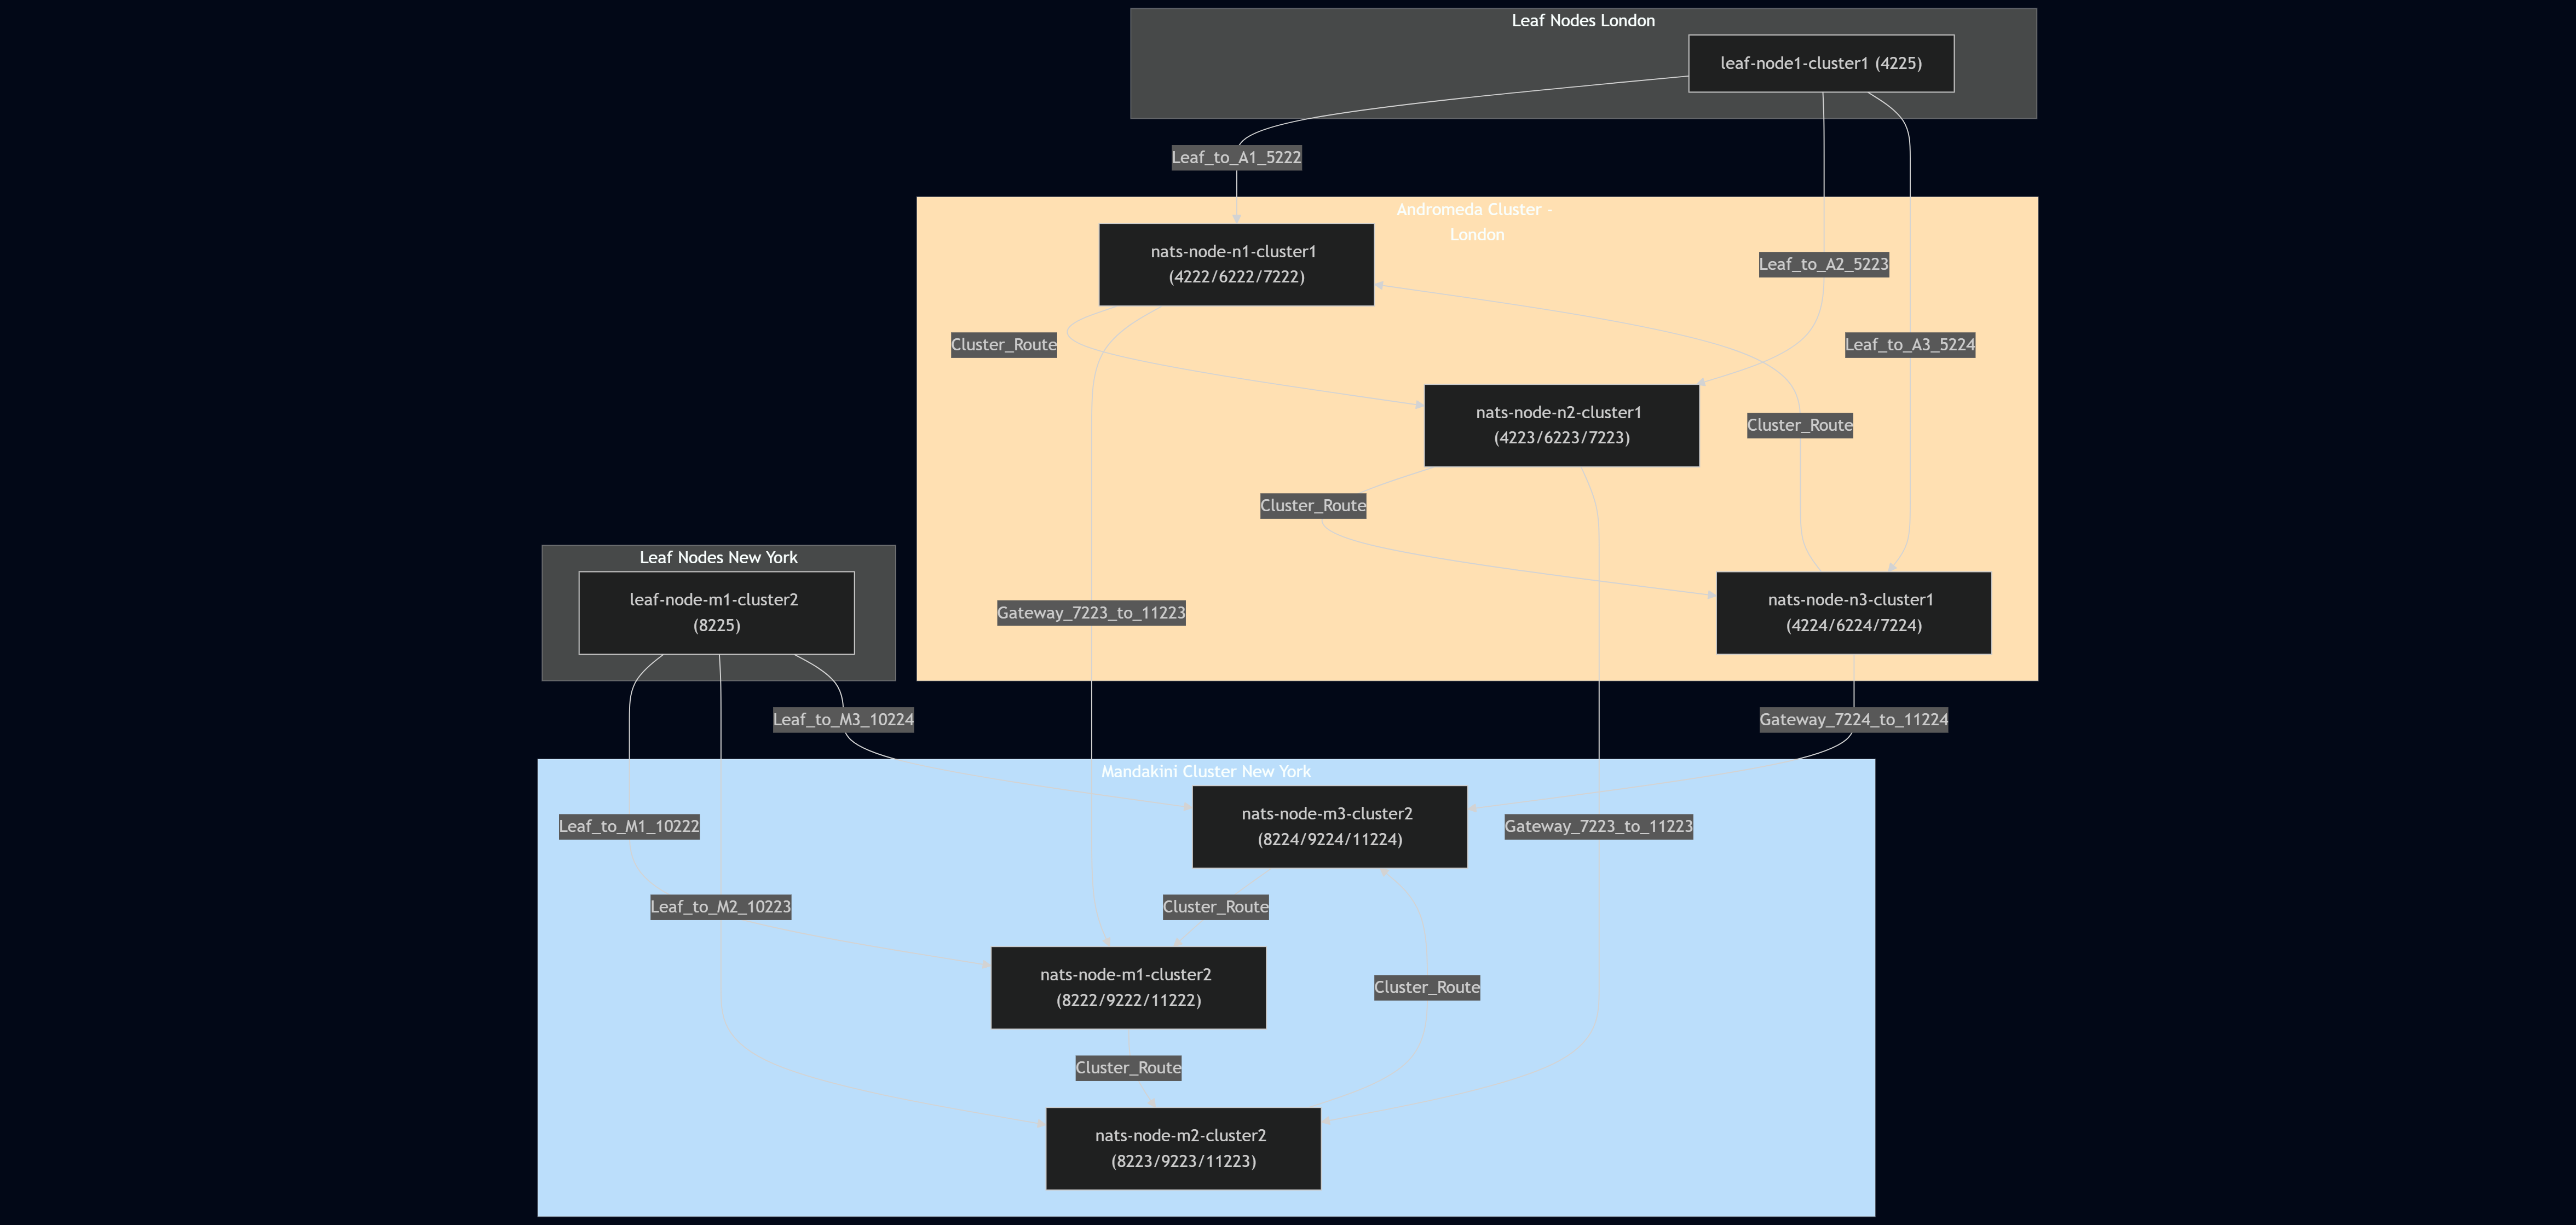 Leaf Nodes London
leaf-node1-cluster1 (4225)
Leaf_to_A1_5222
Andromeda Cluster -
London
nats-node-n1-cluster1
(4222/6222/7222)
Leaf_to_A2_5223
Cluster_Route
Leaf_to_A3_5224
nats-node-n2-cluster1
(4223/6223/7223)
Cluster_Route
Cluster_Route
Leaf Nodes New York
leaf-node-m1-cluster2
(8225)
Gateway_7223_to_11223
nats-node-n3-cluster1
(4224/6224/7224)
Leaf_to_M3_10224
Gateway_7224_to_11224
Mandakini Cluster New York
nats-node-m3-cluster2
(8224/9224/11224)
Leaf_to_M1_10222
Gateway_7223_to_11223
Leaf_to_M2_10223
Cluster_Route
nats-node-m1-cluster2
(8222/9222/11222)
Cluster_Route
Cluster_Route
nats-node-m2-cluster2
(8223/9223/11223)